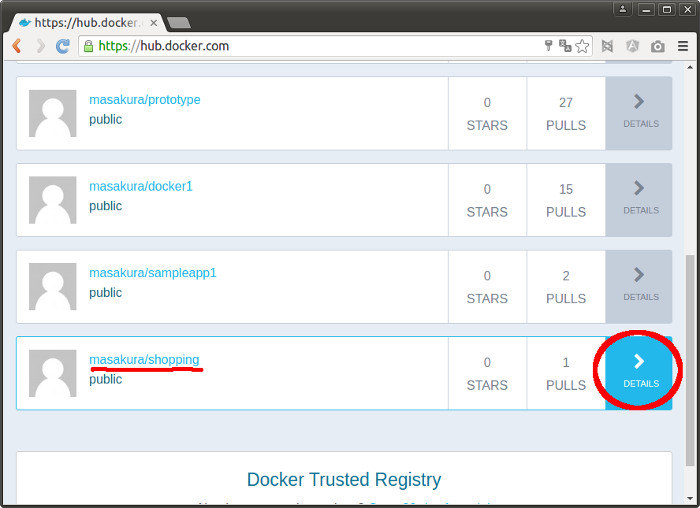 https://hub.docker.
https://hub.docker.com
masakura/prototype
public
0
STARS
27
PULLS
DETAILS
masakura/docker1
public
0
STARS
15
PULLS
DETAILS
masakura/sampleapp1
public
0
STARS
2
PULLS
DETAILS
masakura/shopping
public
0
STARS
1
PULLS
DETAILS
Docker Trusted Registry